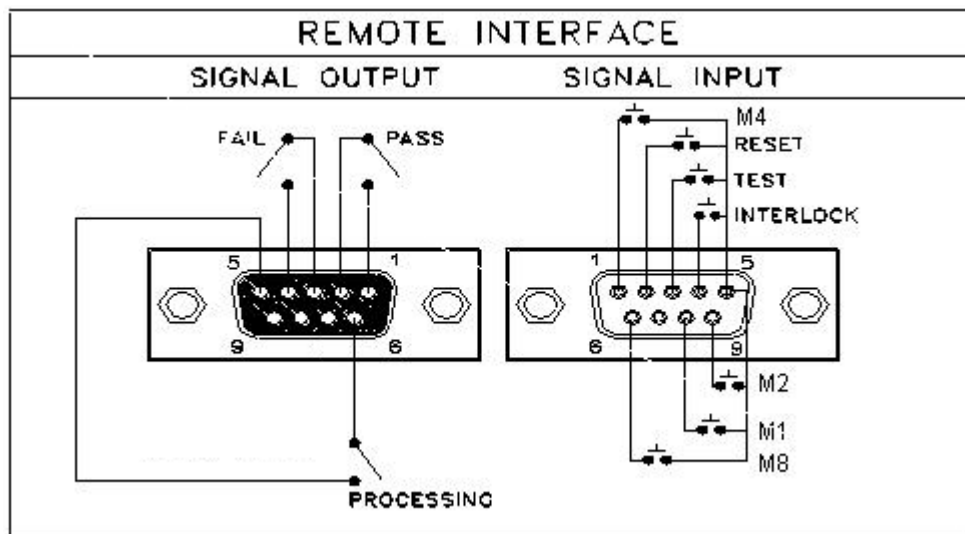 REMOTE INTERFACE
SIGNAL OUTPUT
SIGNAL INPUT
FAIL
PASS
M4
RESET
TEST
INTERLOCK
5
1
9
6
PROCESSING
1
5
6
9
M2
M1
M8